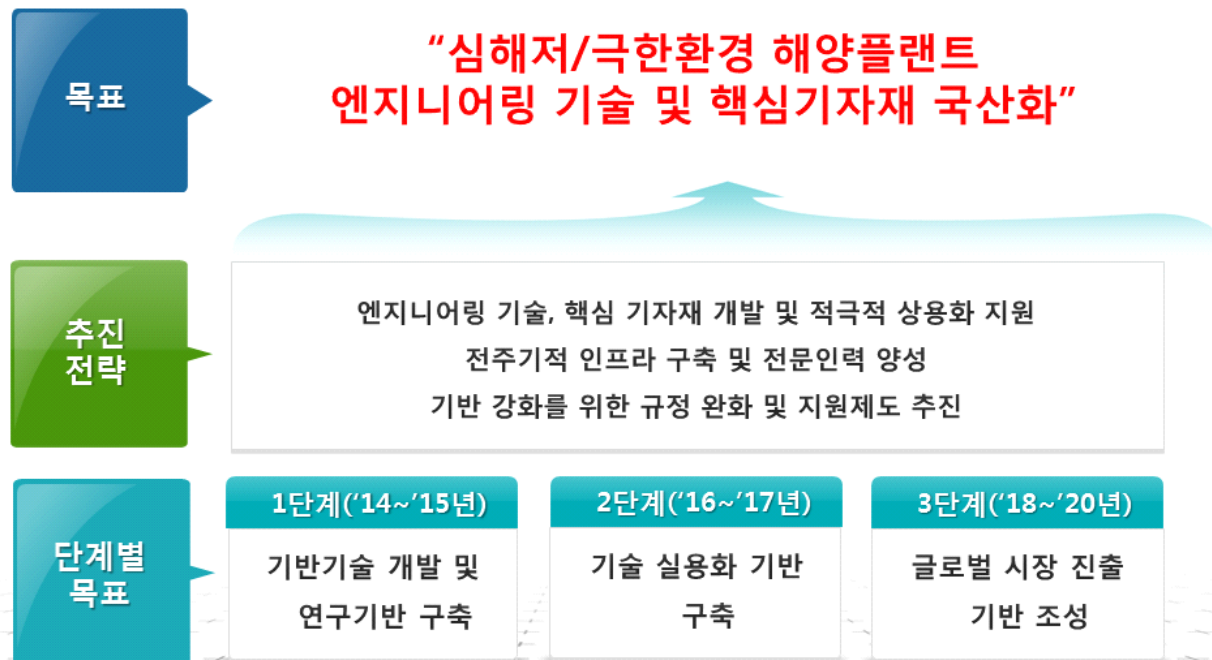 목표
“심해저/극한환경 해양플랜트
엔지니어링 기술 및 핵심기자재 국산화”
추진
전략
엔지니어링 기술, 핵심 기자재 개발 및 적극적 상용화 지원
전주기적 인프라 구축 및 전문인력 양성
기반 강화를 위한 규정 완화 및 지원제도 추진
단계별
목표
1단계(‘14~’15년)
기반기술 개발 및
연구기반 구축
2단계(‘16~’17년)
기술 실용화 기반
구축
3단계(‘18~’20년)
글로벌 시장 진출
기반 조성